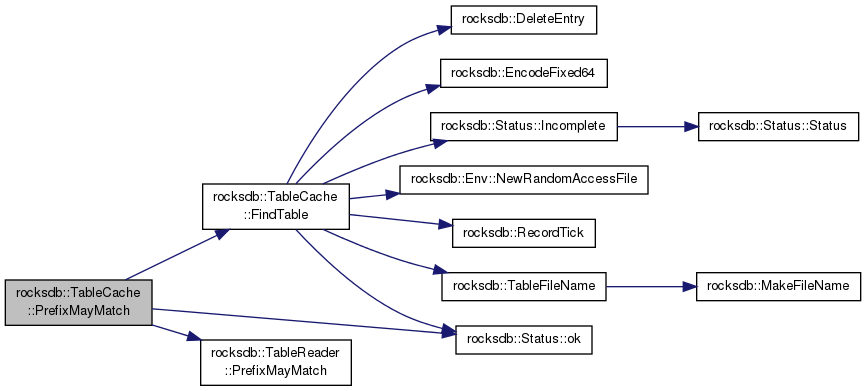 rocksdb::DeleteEntry
rocksdb::EncodeFixed64
rocksdb::Status::Incomplete
rocksdb::Status::Status
rocksdb::Env::NewRandomAccessFile
rocksdb::TableCache
::FindTable
rocksdb::RecordTick
rocksdb::TableFileName
rocksdb::MakeFileName
rocksdb::TableCache
::PrefixMayMatch
rocksdb::Status::ok
rocksdb::TableReader
::PrefixMayMatch